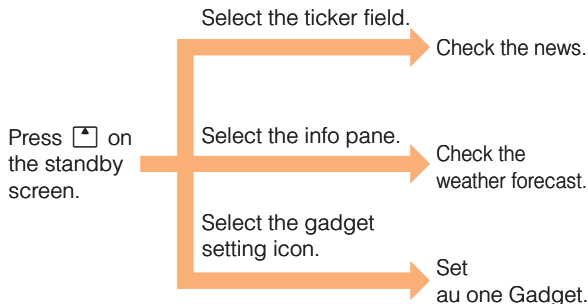 Select the ticker field.
Check the news.
Press on
the standby
screen.
Select the info pane.
Check the
weather forecast.
Select the gadget
setting icon.
Set
au one Gadget.